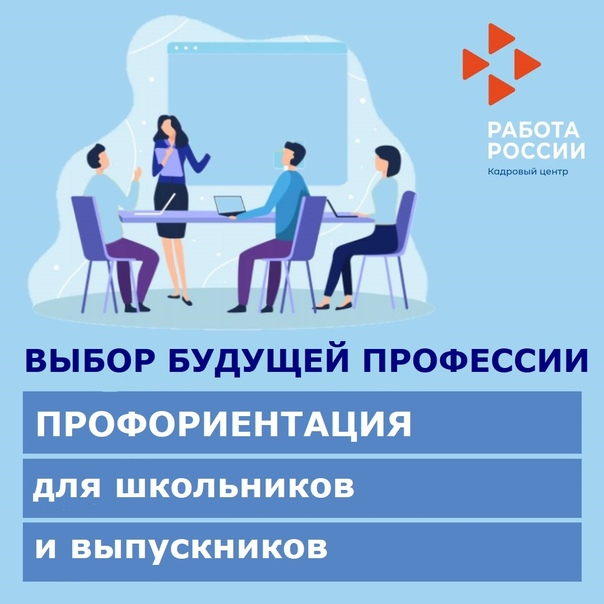 РАБОТА
РОССИИ
Кадровый центр
ВЫБОР БУДУЩЕЙ ПРОФЕССИИ
ПРОФОРИЕНТАЦИЯ
для школьников
и выпускников